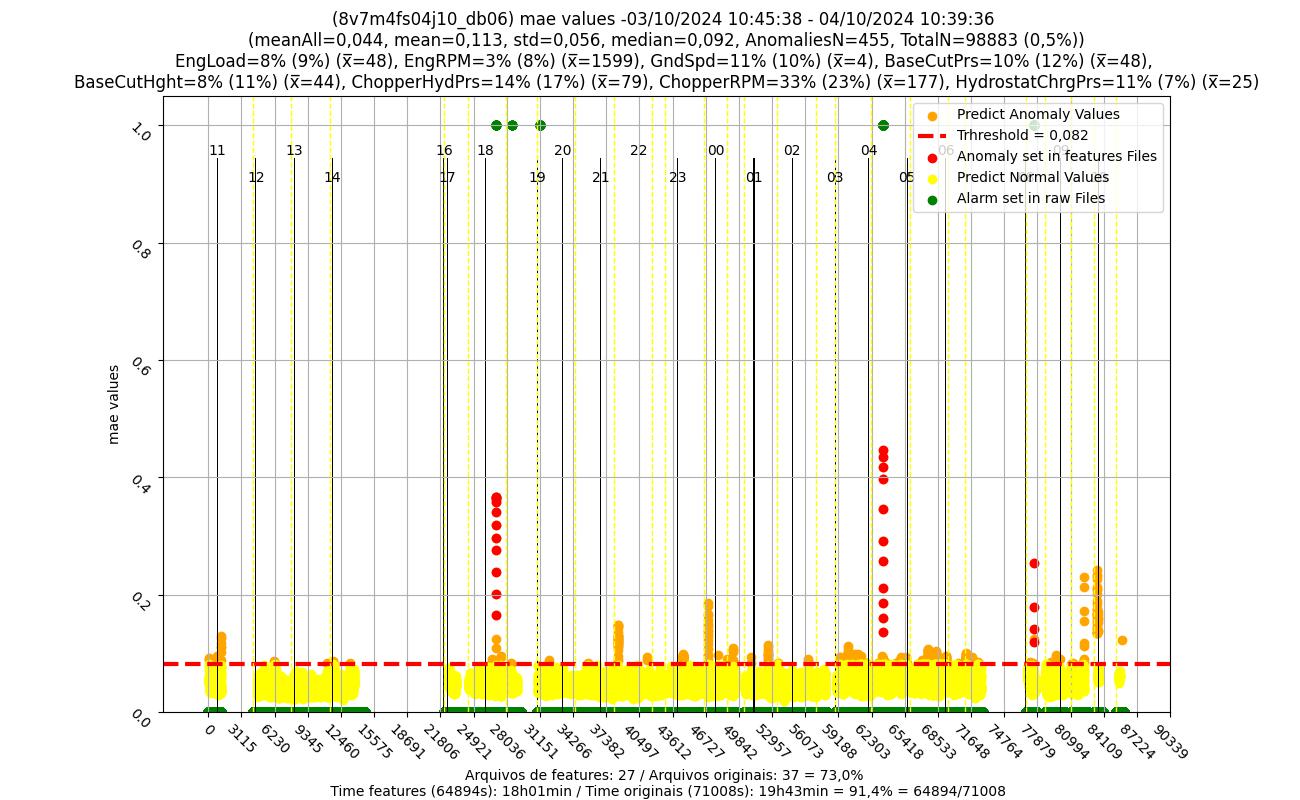 (8v7m4fs04j10_db06) mae values -03/10/2024 10:45:38 - 04/10/2024 10:39:36
(meanAll=0,044, mean=0,113, std=0,056, median=0,092, AnomaliesN=455, TotalN=98883 (0,5%))
EngLoad=8% (9%) (x̅=48), EngRPM=3% (8%) (x̅=1599), GndSpd=11% (10%) (x̅=4), BaseCutPrs=10% (12%) (x̅=48),
BaseCutHght=8% (11%) (x̅=44), ChopperHydPrs=14% (17%) (x̅=79), ChopperRPM=33% (23%) (x̅=177), HydrostatChrgPrs=11% (7%) (x̅=25)
Predict Anomaly Values
Trhreshold = 0,082
Anomaly set in features Files
Predict Normal Values
Alarm set in raw Files
11 13 16 18 20 22 00 02 04 06 09
12 14 17 19 21 23 01 03 05
1.0
0.8
0.6
0.4
0.2
0.0
mae values
0 3115 6230 9345 12460 15575 18691 21806 24921 28036 31151 34266 37382 40497 43612 46727 49842 52957 56073 59188 62303 65418 68533 71648 74764 77879 80994 84109 87224 90339
Arquivos de features: 27 / Arquivos originais: 37 = 73,0%
Time features (64894s): 18h01min / Time originais (71008s): 19h43min = 91,4% = 64894/71008